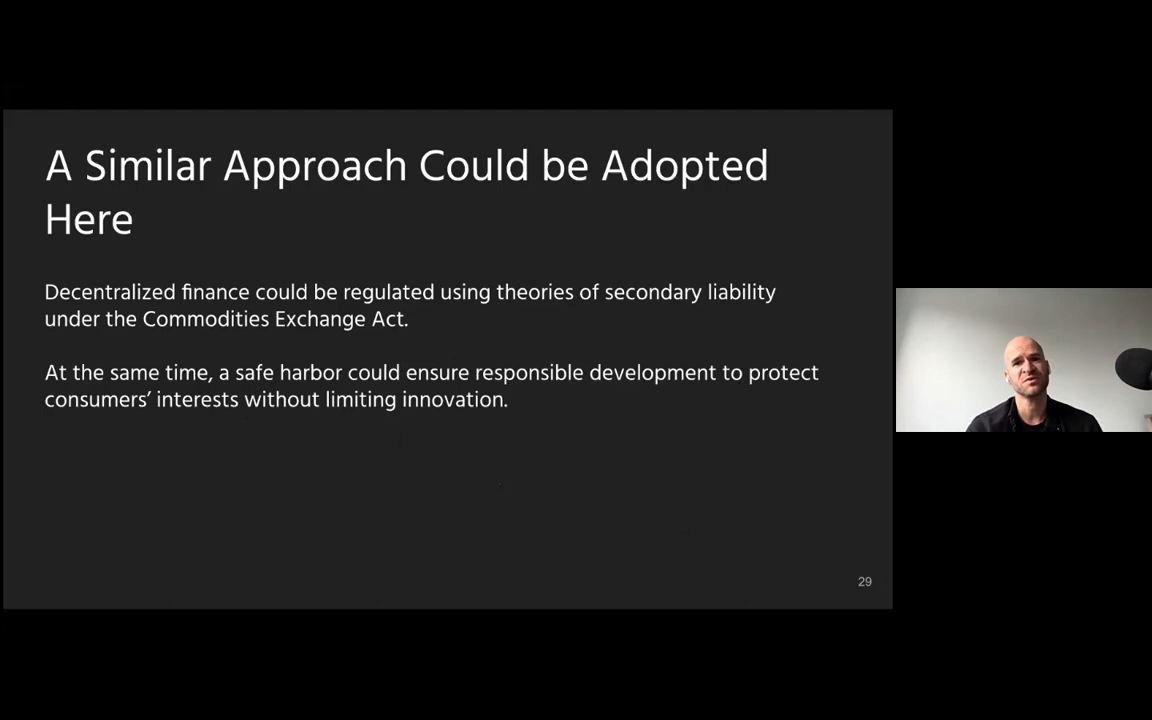 A Similar Approach Could be Adopted
Here
Decentralized finance could be regulated using theories of secondary liability
under the Commodities Exchange Act.
At the same time, a safe harbor could ensure responsible development to protect
consumers’ interests without limiting innovation.
29